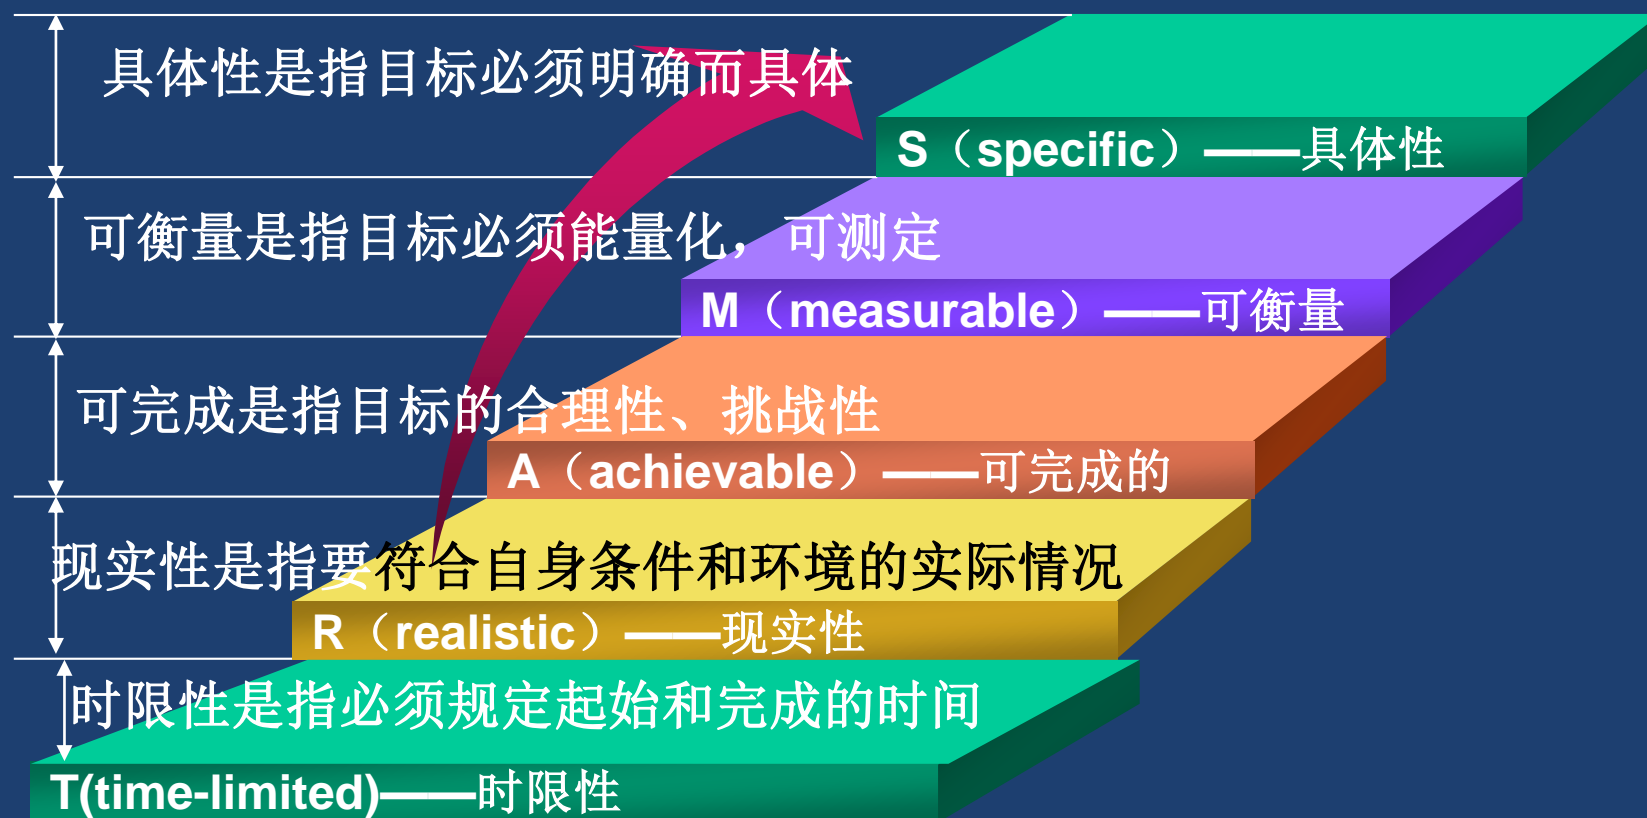 具体性是指目标必须明确而具体
S（specific）——具体性
可衡量是指目标必须能量化，可测定
M（measurable）——可衡量
可完成是指目标的合理性、挑战性
A（achievable）——可完成的
现实性是指要符合自身条件和环境的实际情况
R（realistic）——现实性
时限性是指必须规定起始和完成的时间
T(time-limited)——时限性